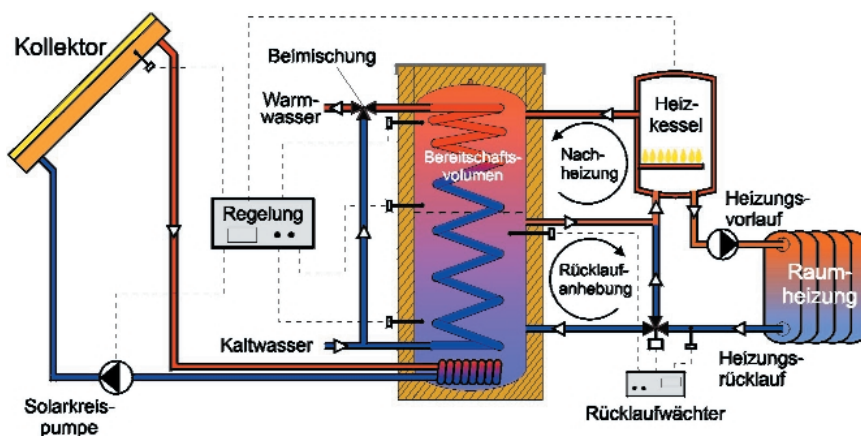 Kollektor
Beimischung
Warm-
wasser
Heiz-
kessel
Bereitschafts-
volumen
Nach-
heizung
Regelung
Heizungs-
vorlauf
Raum-
heizung
Rücklauf-
anhebung
Kaltwasser
Heizungs-
rücklauf
Solarkreis-
pumpe
Rücklaufwächter